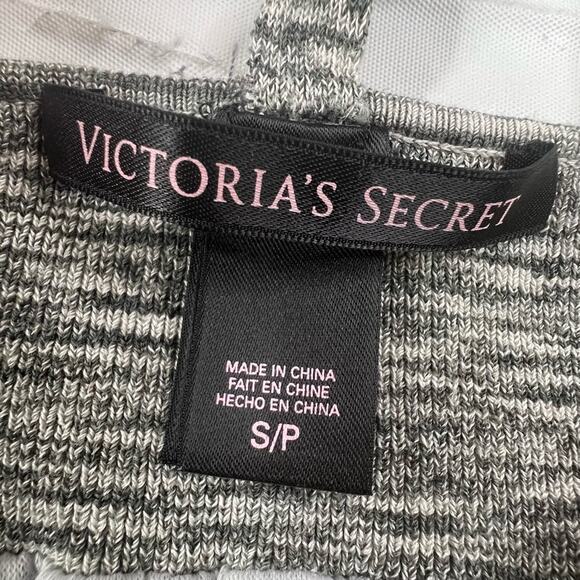 VICTORIA'S SECRET
MADE IN CHINA
FAIT EN CHINE
HECHO EN CHINA
S/P